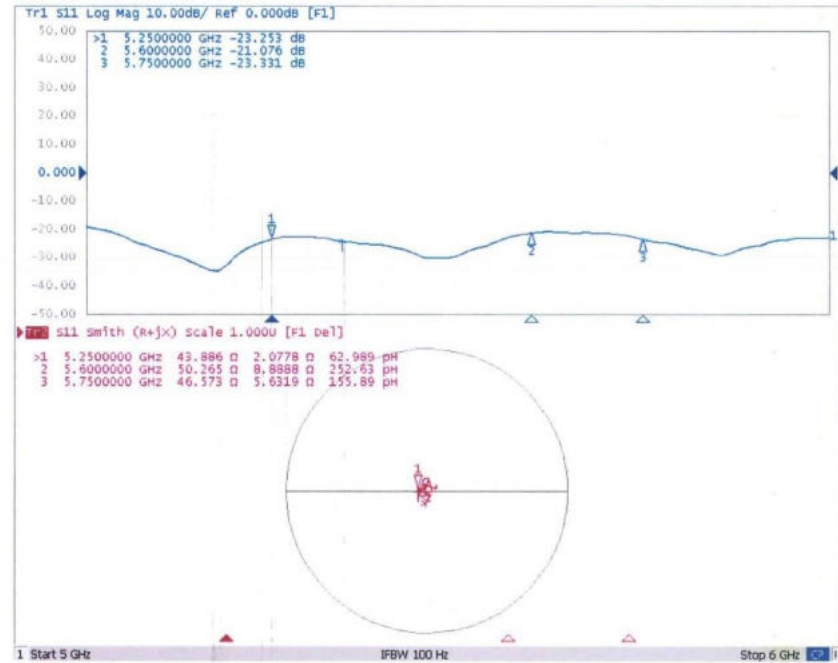 Tr1 S11 Log Mag 10.00dB/ Ref 0.000dB [F1]
50.00
>1 5.2500000 GHz -23.253 dB
2 5.6000000 GHz -21.076 dB
3 5.7500000 GHz -23.331 dB
40.00
30.00
20.00
10.00
0.000
-10.00
-20.00
-30.00
-40.00
-50.00
1
2
3
1
Tr2 S11 Smith (R+jX) Scale 1.000U [F1 Del]
>1 5.2500000 GHz 43.886 Ω 2.0778 Ω 62.989 pH
2 5.6000000 GHz 50.265 Ω 8.8888 Ω 252.63 pH
3 5.7500000 GHz 46.573 Ω 5.6319 Ω 155.89 pH
1
1 Start 5 GHz IFBW 100 Hz Stop 6 GHz C?